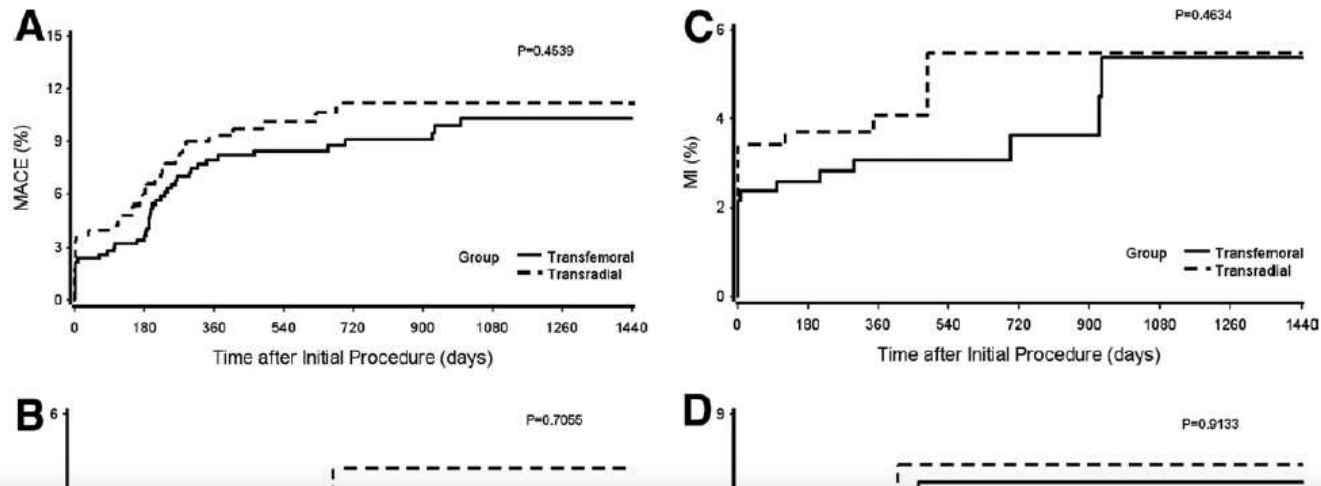 A
P=0.4539
MACE (%)
15
12
9
6
3
0
Group Transfemoral
Transradial
0 180 360 540 720 900 1080 1260 1440
Time after Initial Procedure (days)
C
P=0.4634
MI (%)
6
4
2
0
Group Transfemoral
Transradial
0 180 360 540 720 900 1080 1260 1440
Time after Initial Procedure (days)
B
6
P=0.7055
D
9
P=0.9133